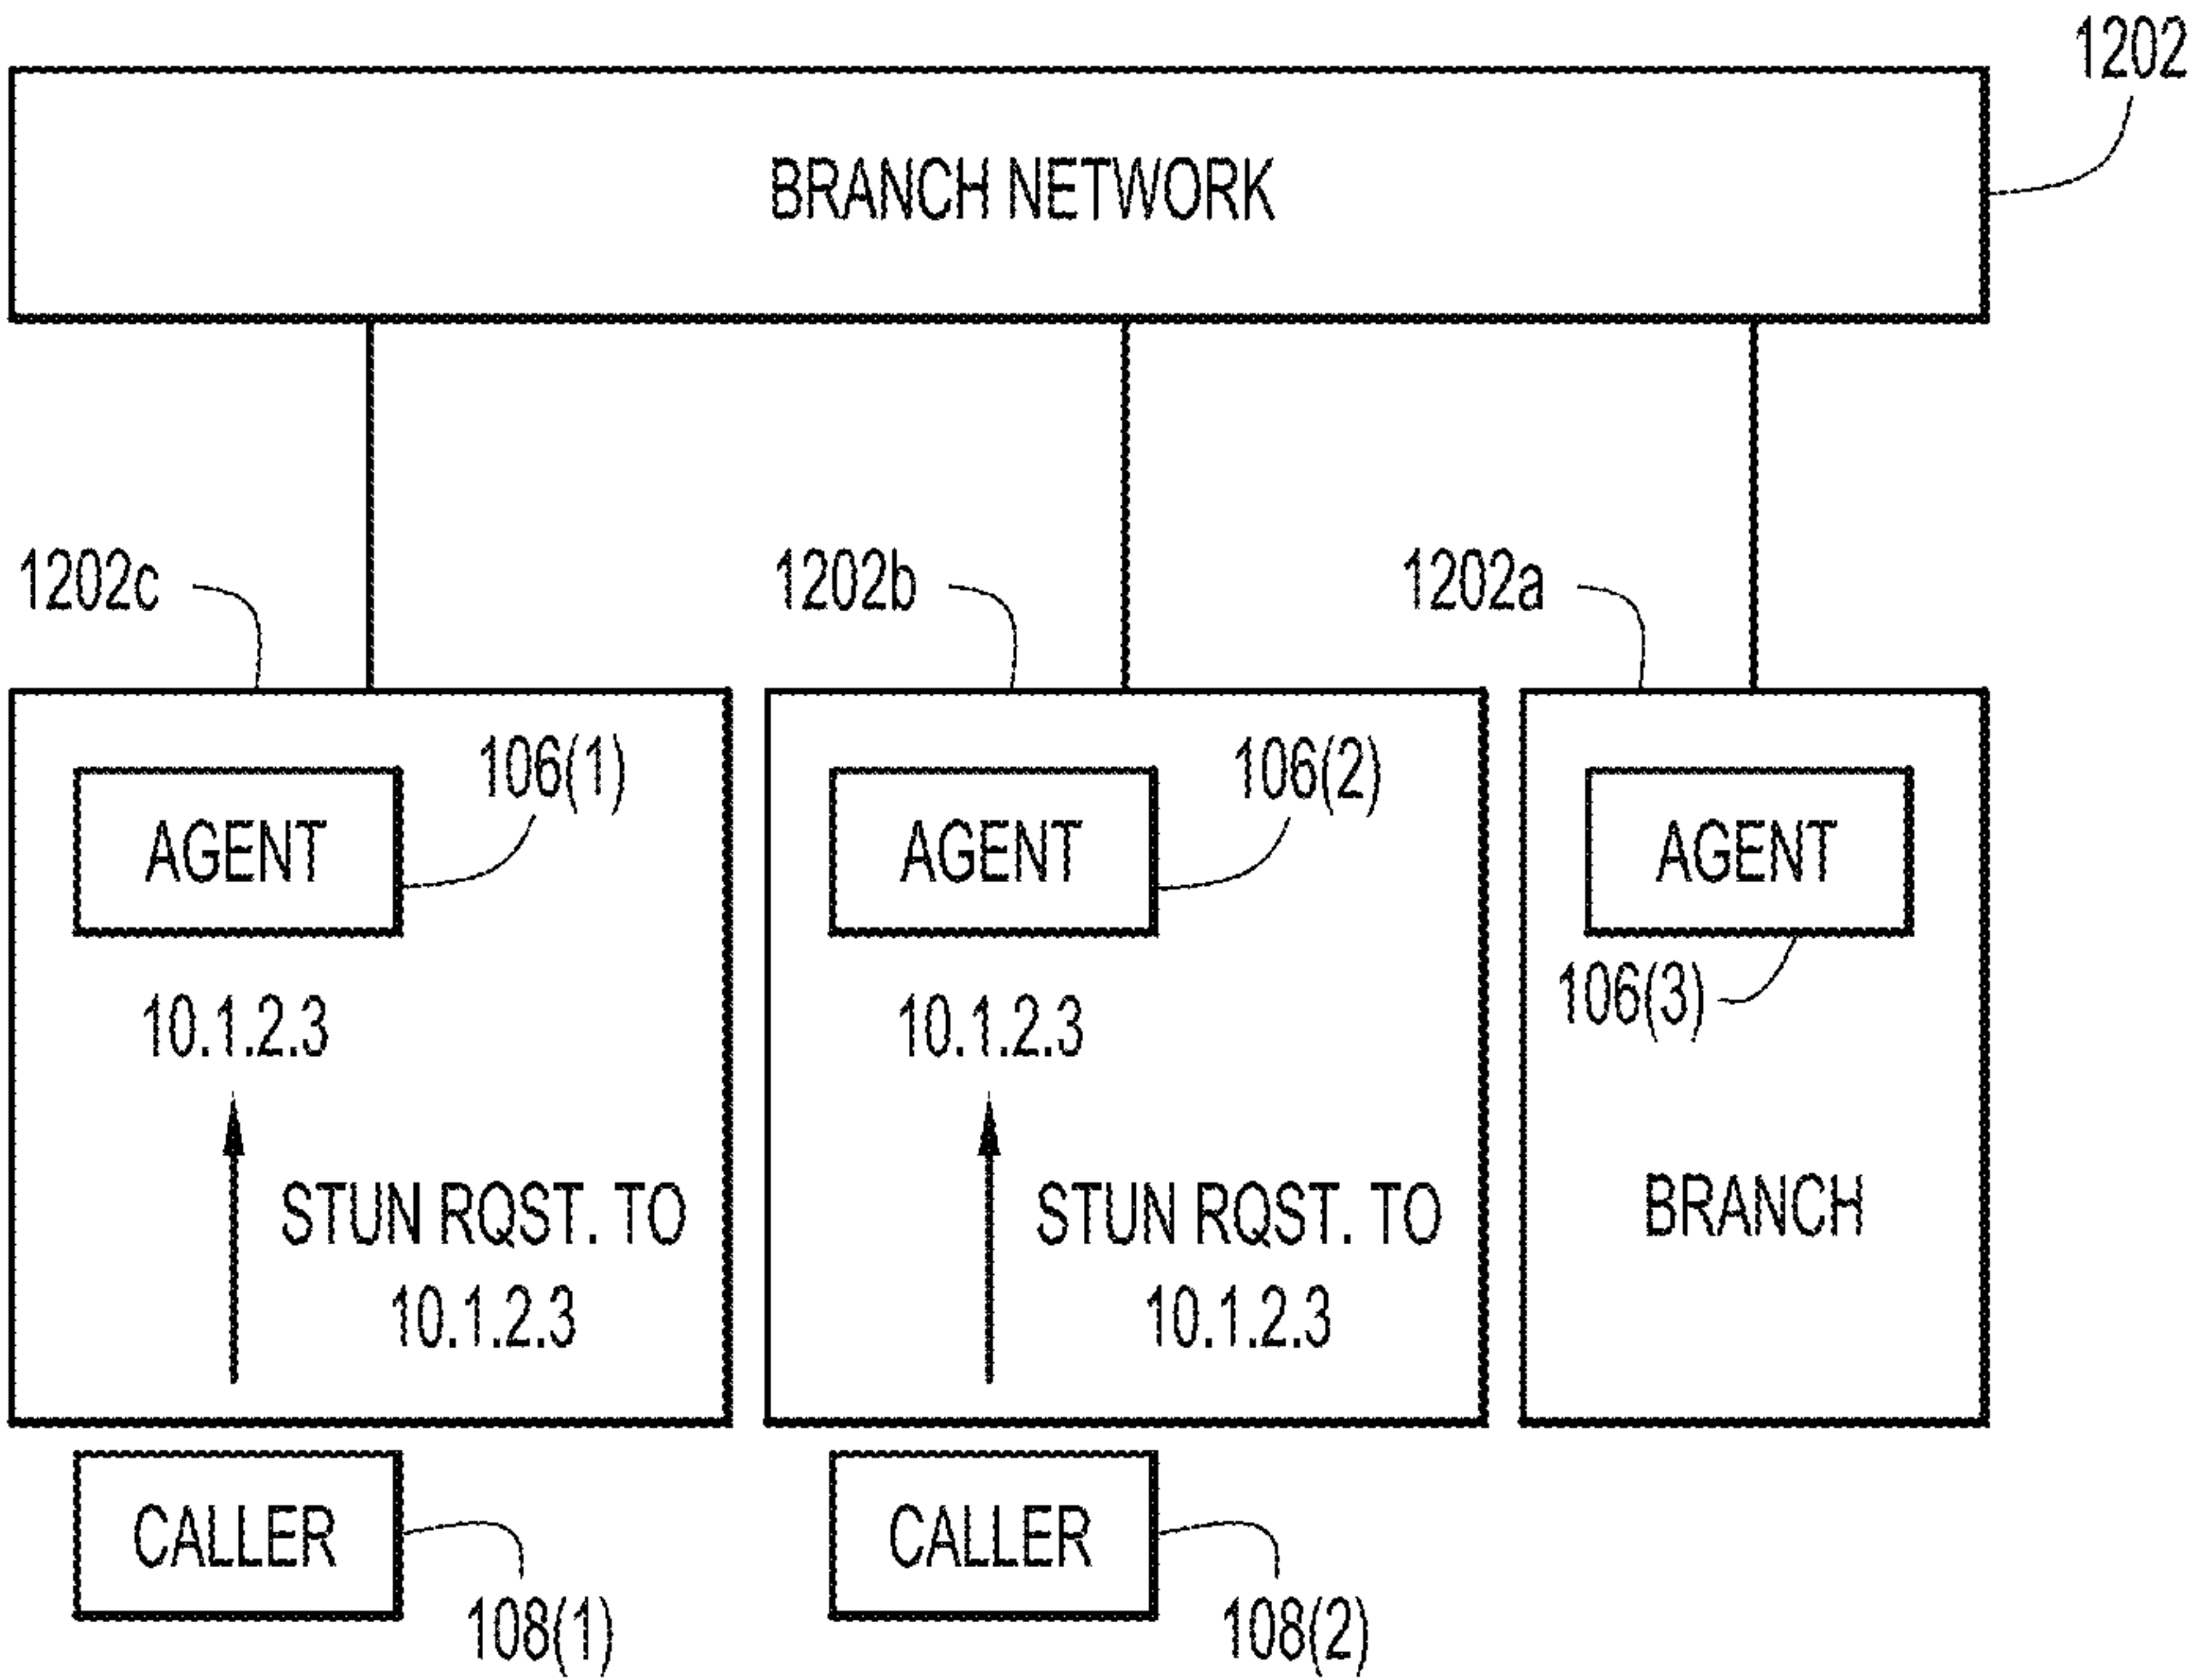 1202
BRANCH NETWORK
1202c
1202b
1202a
106(1)
AGENT
10.1.2.3
STUN RQST. TO
10.1.2.3
106(2)
AGENT
10.1.2.3
STUN RQST. TO
10.1.2.3
AGENT
106(3)
BRANCH
CALLER
108(1)
CALLER
108(2)